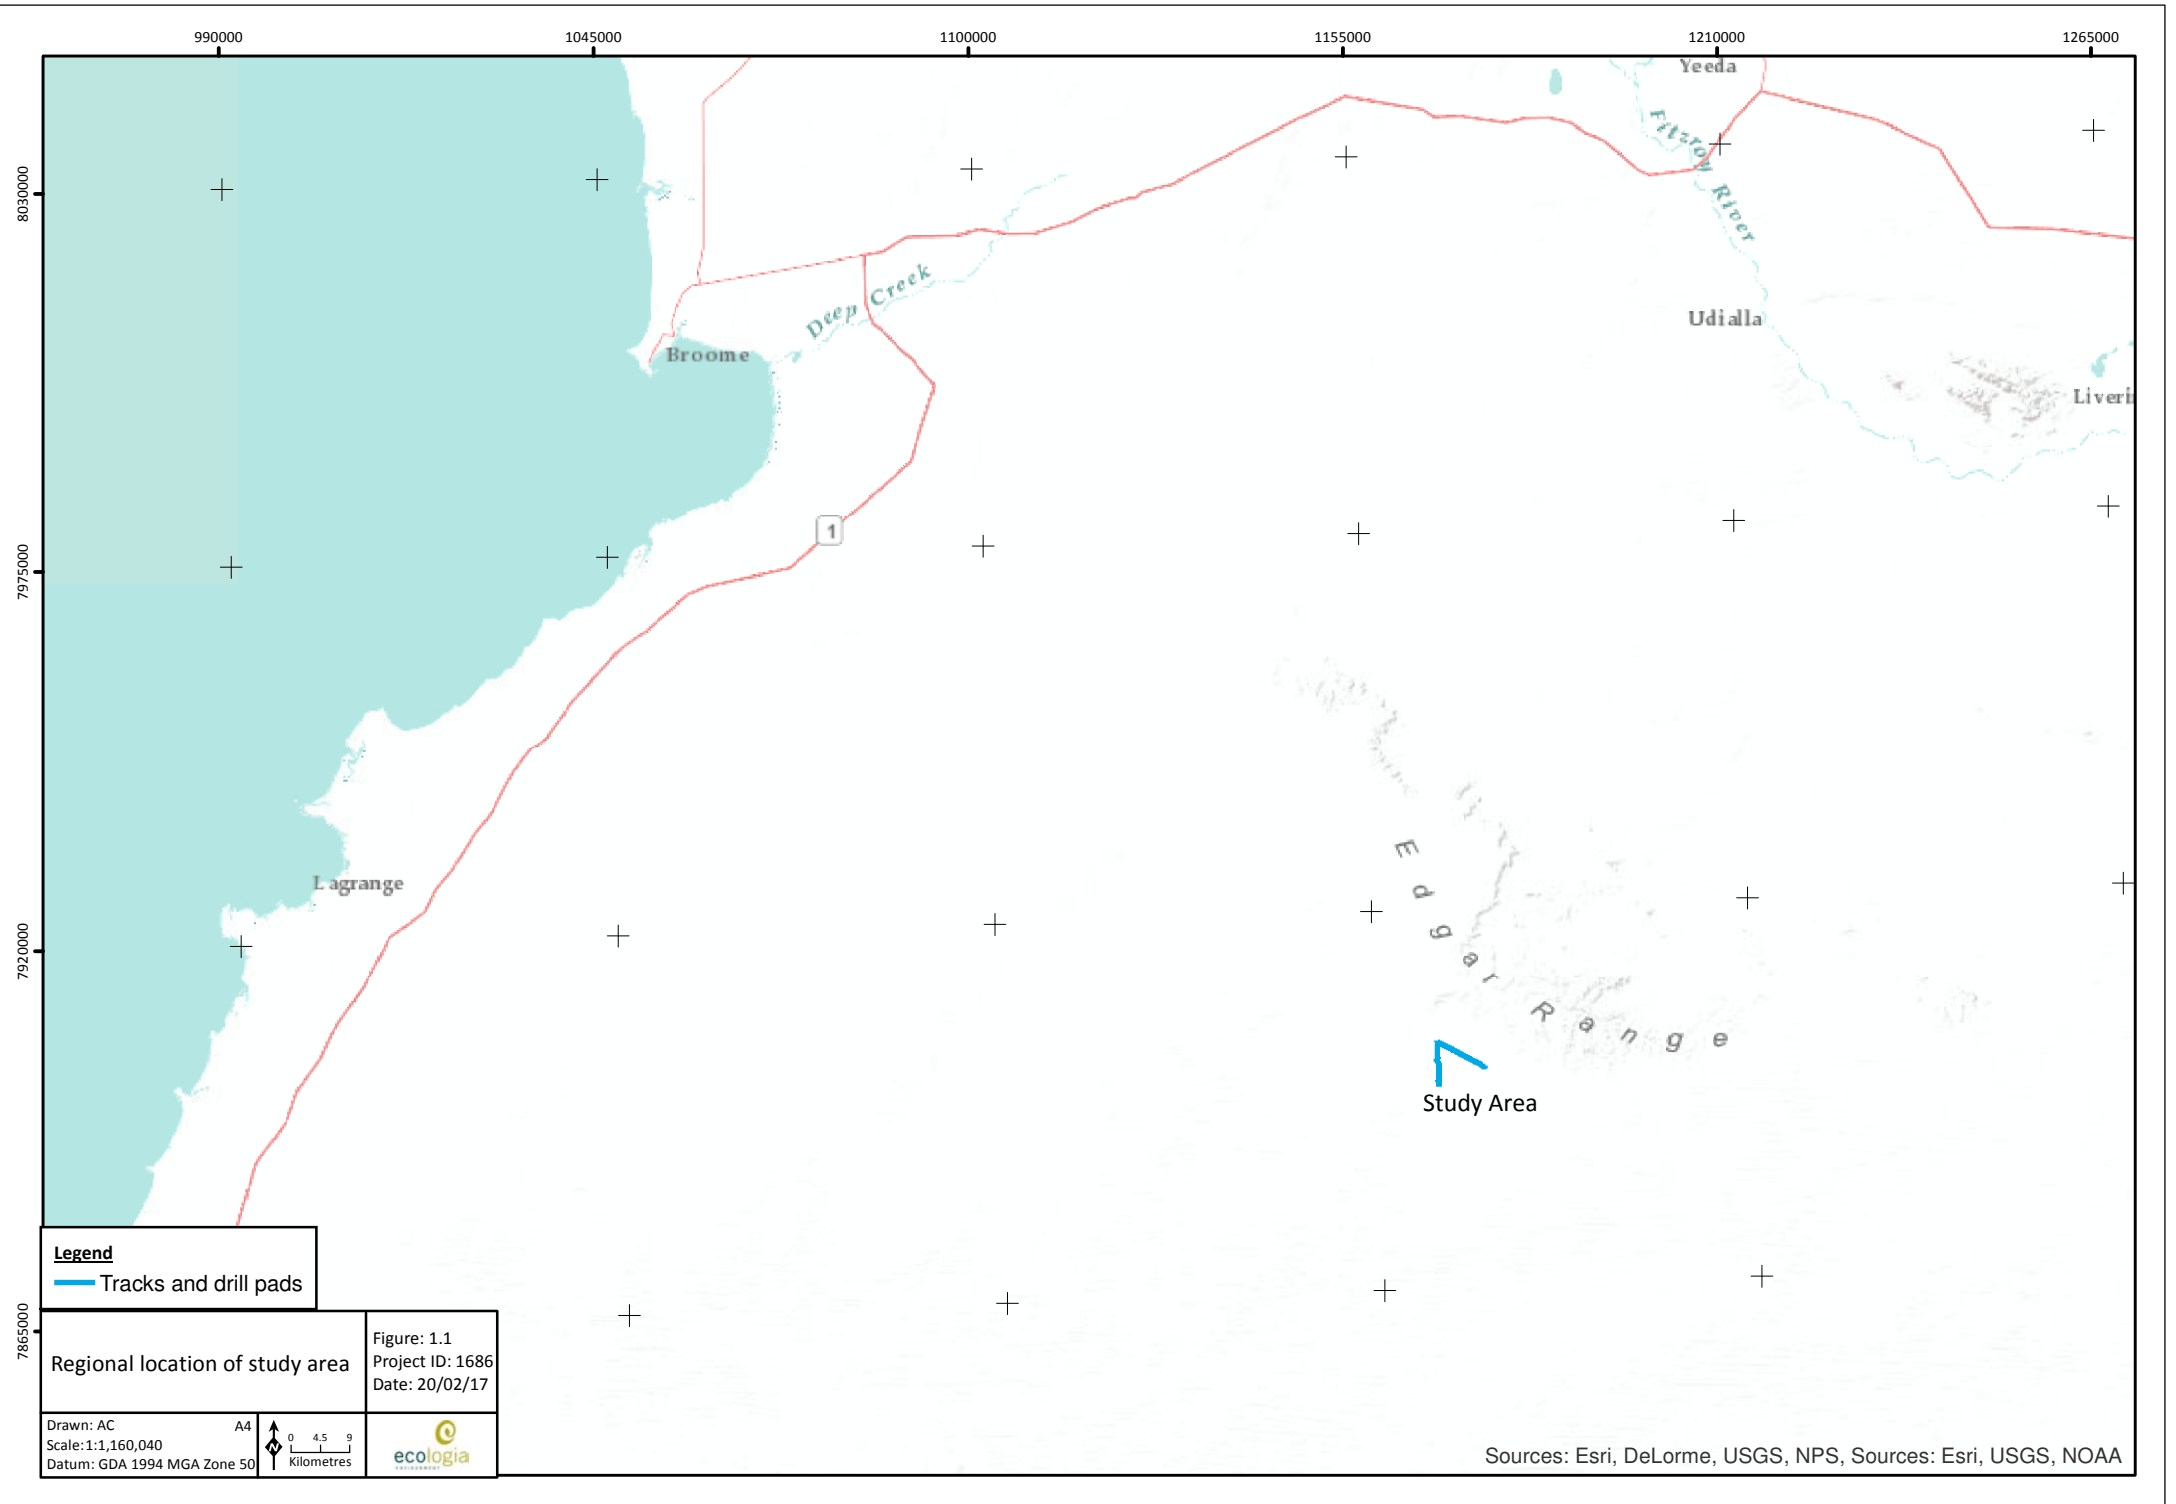 990000 1045000 1100000 1155000 1210000 1265000
8030000
7975000
7920000
7865000
Yeeda
Fitzroy River
Deep Creek
Udialla
Broome
1
Edgar Range
Lagrange
Study Area
Legend
Tracks and drill pads
Regional location of study area
Figure: 1.1
Project ID: 1686
Date: 20/02/17
Drawn: AC A4
Scale:1:1,160,040
Datum: GDA 1994 MGA Zone 50
N
0 4.5 9
Kilometres
ecologia
ENVIRONMENT
Sources: Esri, DeLorme, USGS, NPS, Sources: Esri, USGS, NOAA